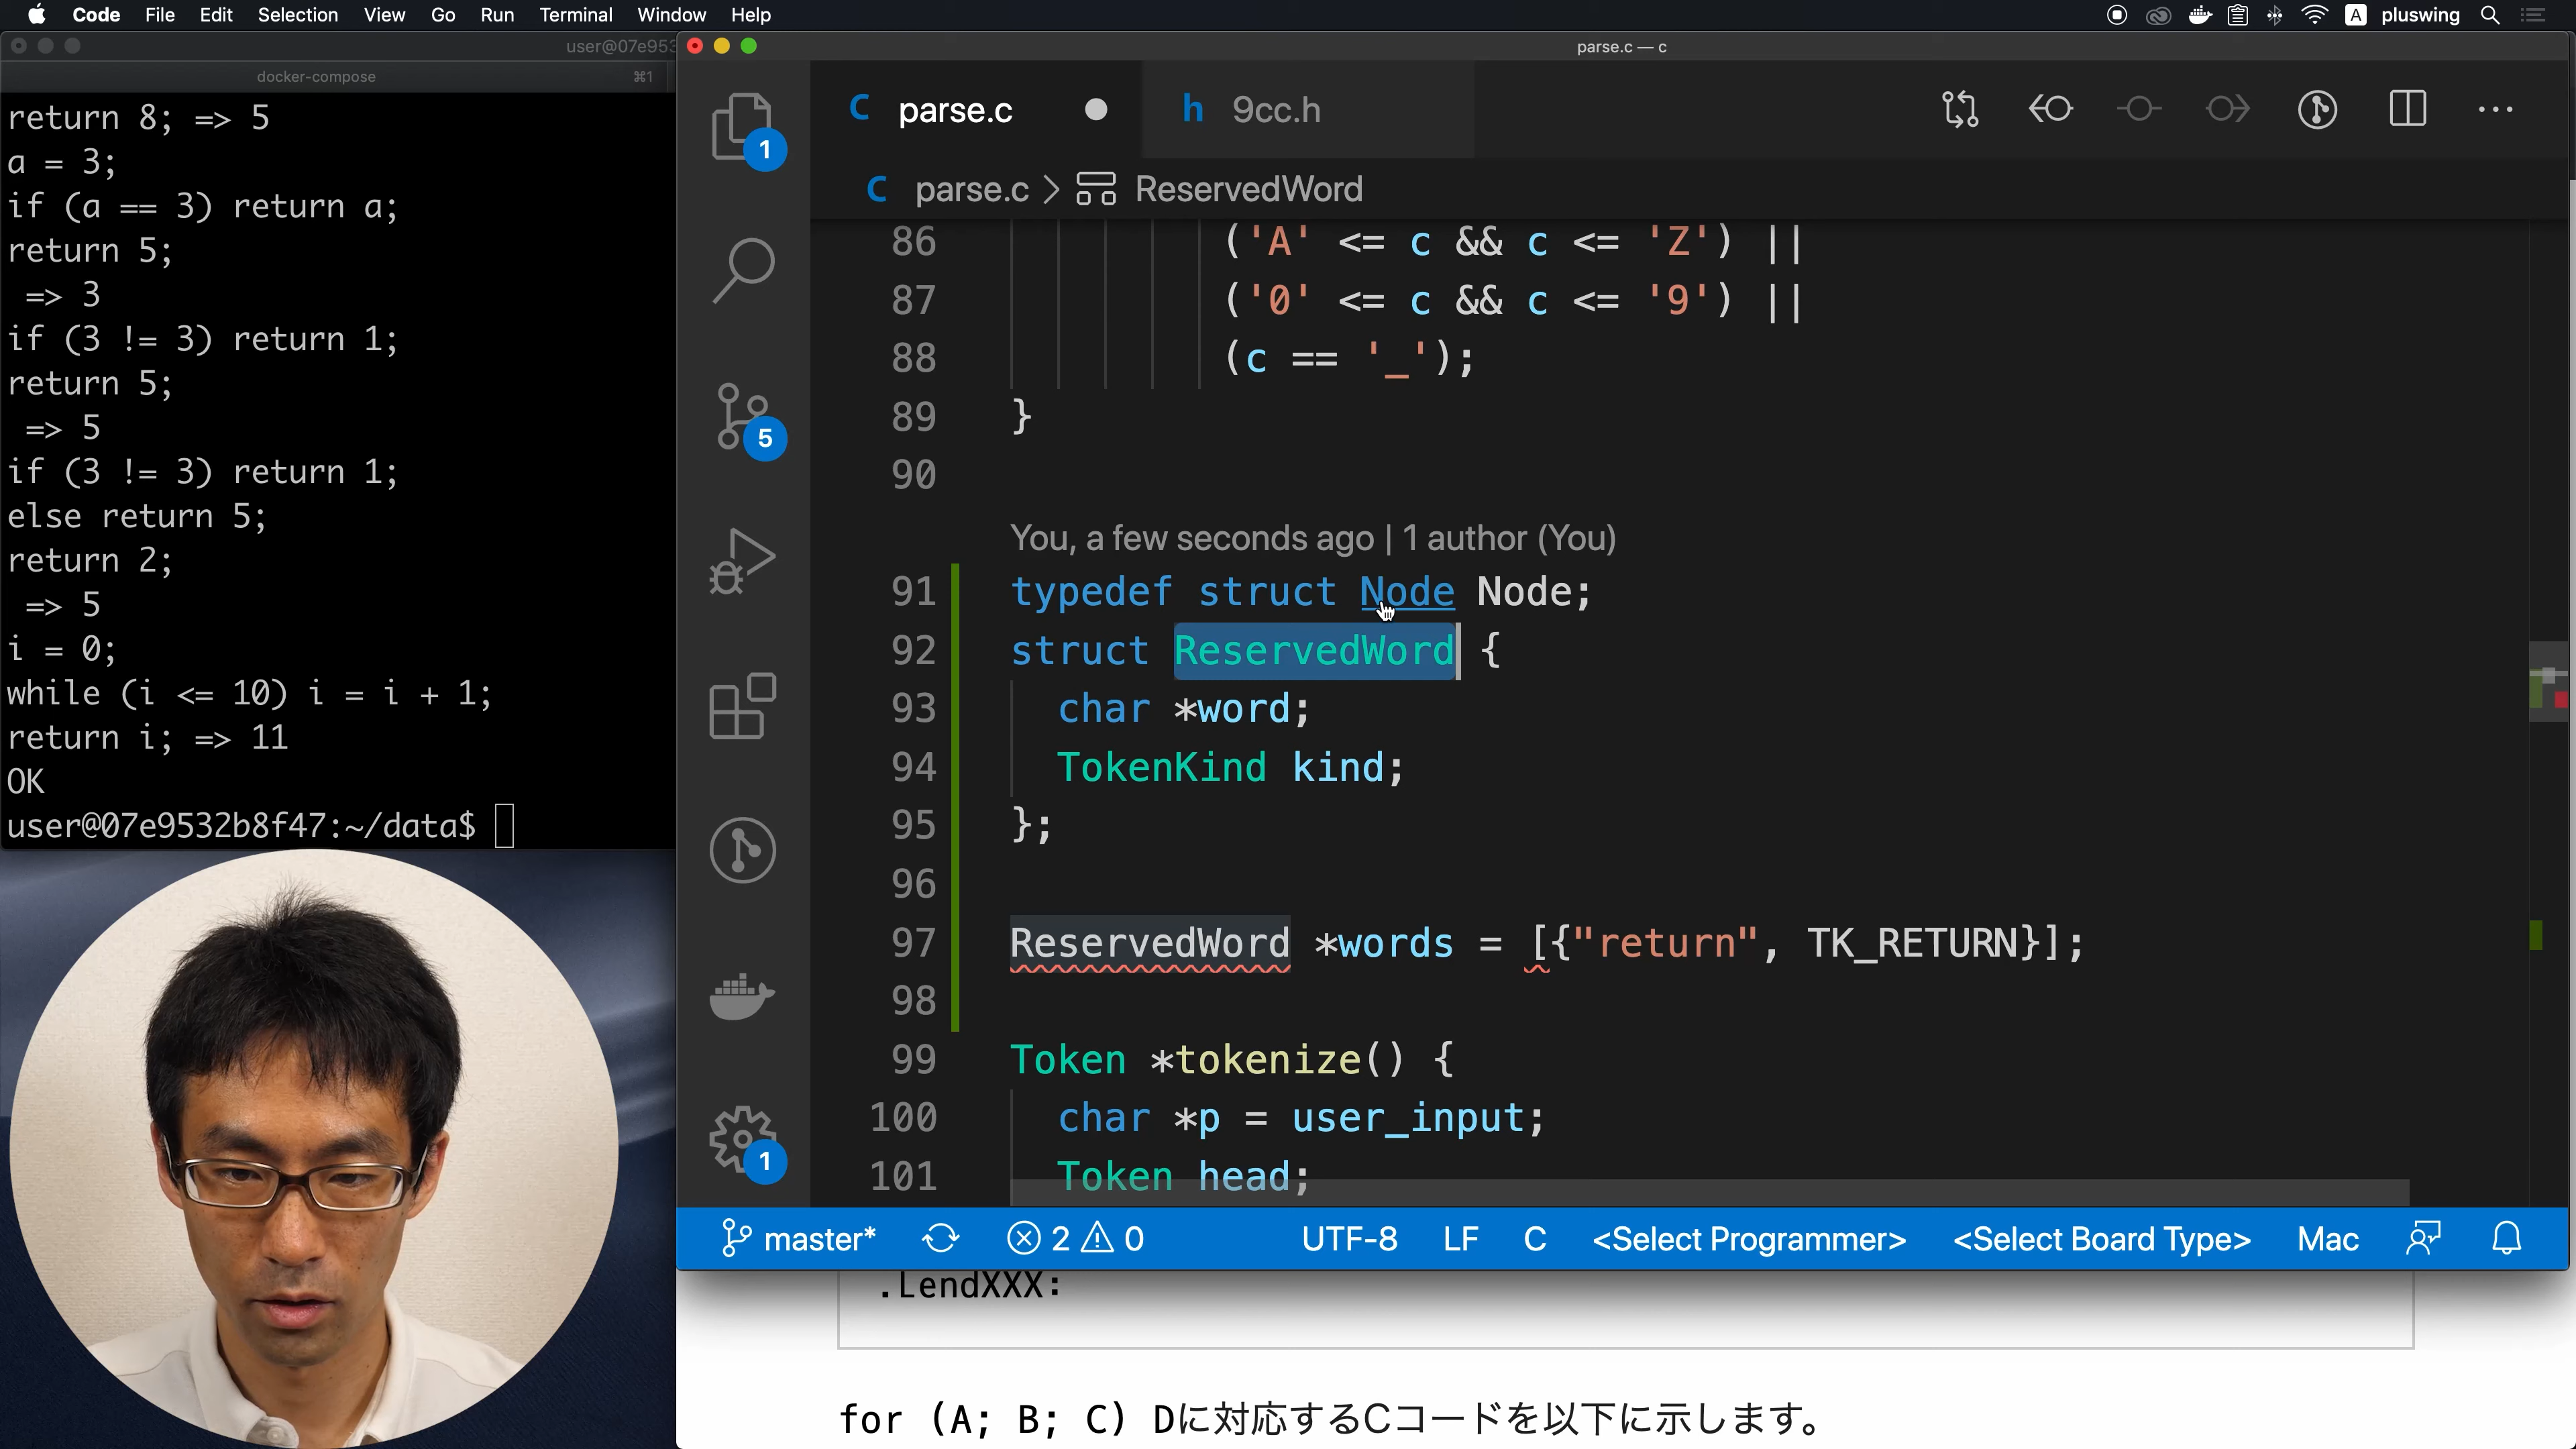 Code File Edit Selection View Go Run Terminal Window Help
A pluswing
user@07e953
docker-compose ⌘1
return 8; => 5
a = 3;
if (a == 3) return a;
return 5;
 => 3
if (3 != 3) return 1;
return 5;
 => 5
if (3 != 3) return 1;
else return 5;
return 2;
 => 5
i = 0;
while (i <= 10) i = i + 1;
return i; => 11
OK
user@07e9532b8f47:~/data$
parse.c — c
C parse.c
h 9cc.h
C parse.c > ReservedWord
1
5
1
86 ('A' <= c && c <= 'Z') ||
87 ('0' <= c && c <= '9') ||
88 (c == '_');
89 }
90
You, a few seconds ago | 1 author (You)
91 typedef struct Node Node;
92 struct ReservedWord {
93 char *word;
94 TokenKind kind;
95 };
96
97 ReservedWord *words = [{"return", TK_RETURN}];
98
99 Token *tokenize() {
100 char *p = user_input;
101 Token head;
master* 2 0 UTF-8 LF C <Select Programmer> <Select Board Type> Mac
.LendXXX:
for (A; B; C) Dに対応するCコードを以下に示します。